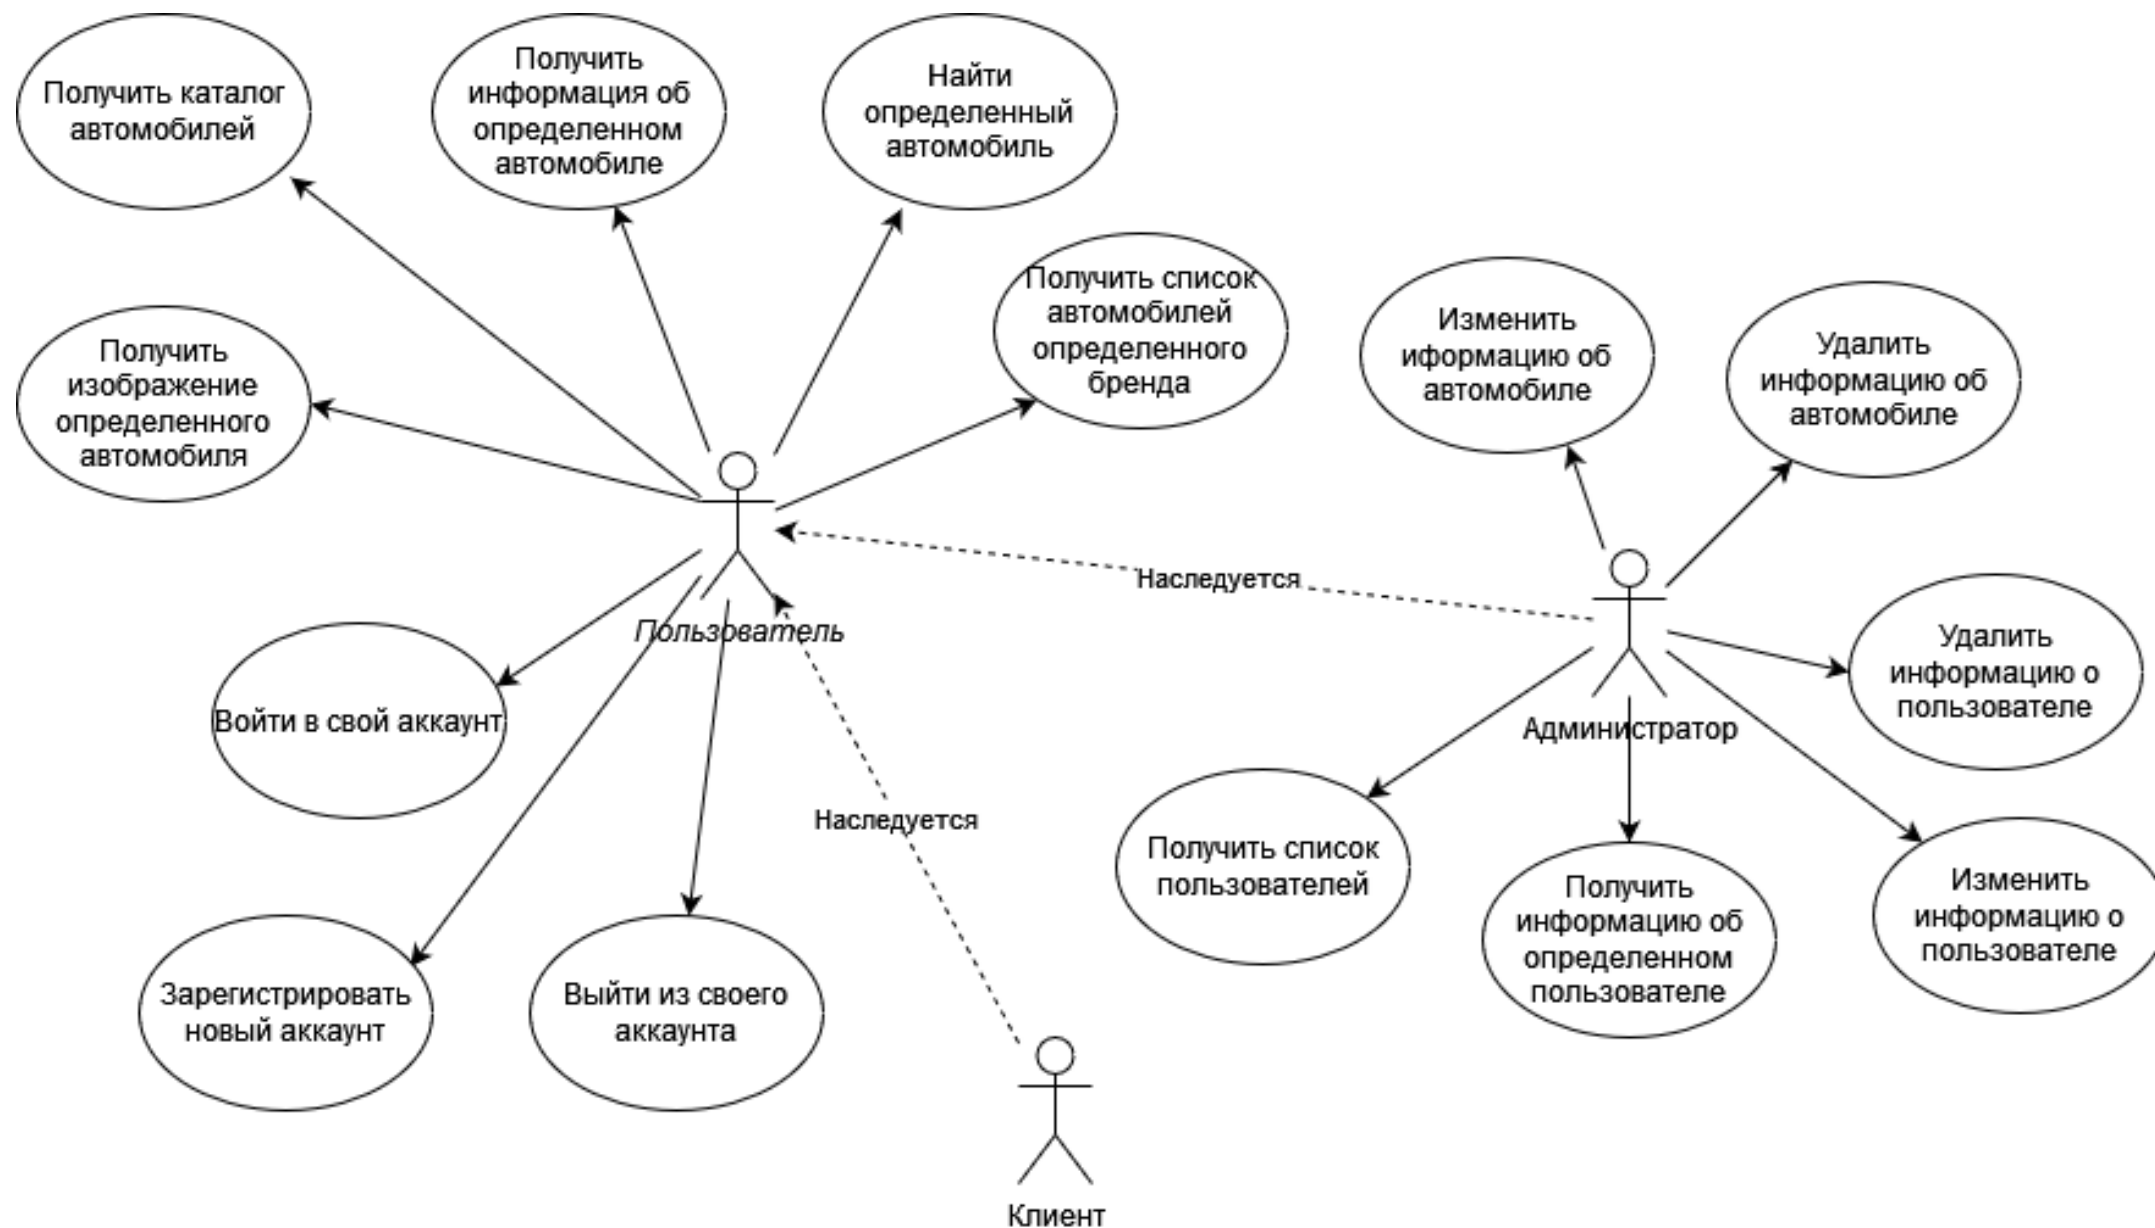 Получить каталог
автомобилей
Получить
информация об
определенном
автомобиле
Найти
определенный
автомобиль
Получить список
автомобилей
определенного
бренда
Изменить
иформацию об
автомобиле
Удалить
информацию об
автомобиле
Получить
изображение
определенного
автомобиля
Наследуется
Пользователь
Удалить
информацию о
пользователе
Войти в свой аккаунт
Администратор
Наследуется
Получить список
пользователей
Получить
информацию об
определенном
пользователе
Изменить
информацию о
пользователе
Зарегистрировать
новый аккаунт
Выйти из своего
аккаунта
Клиент